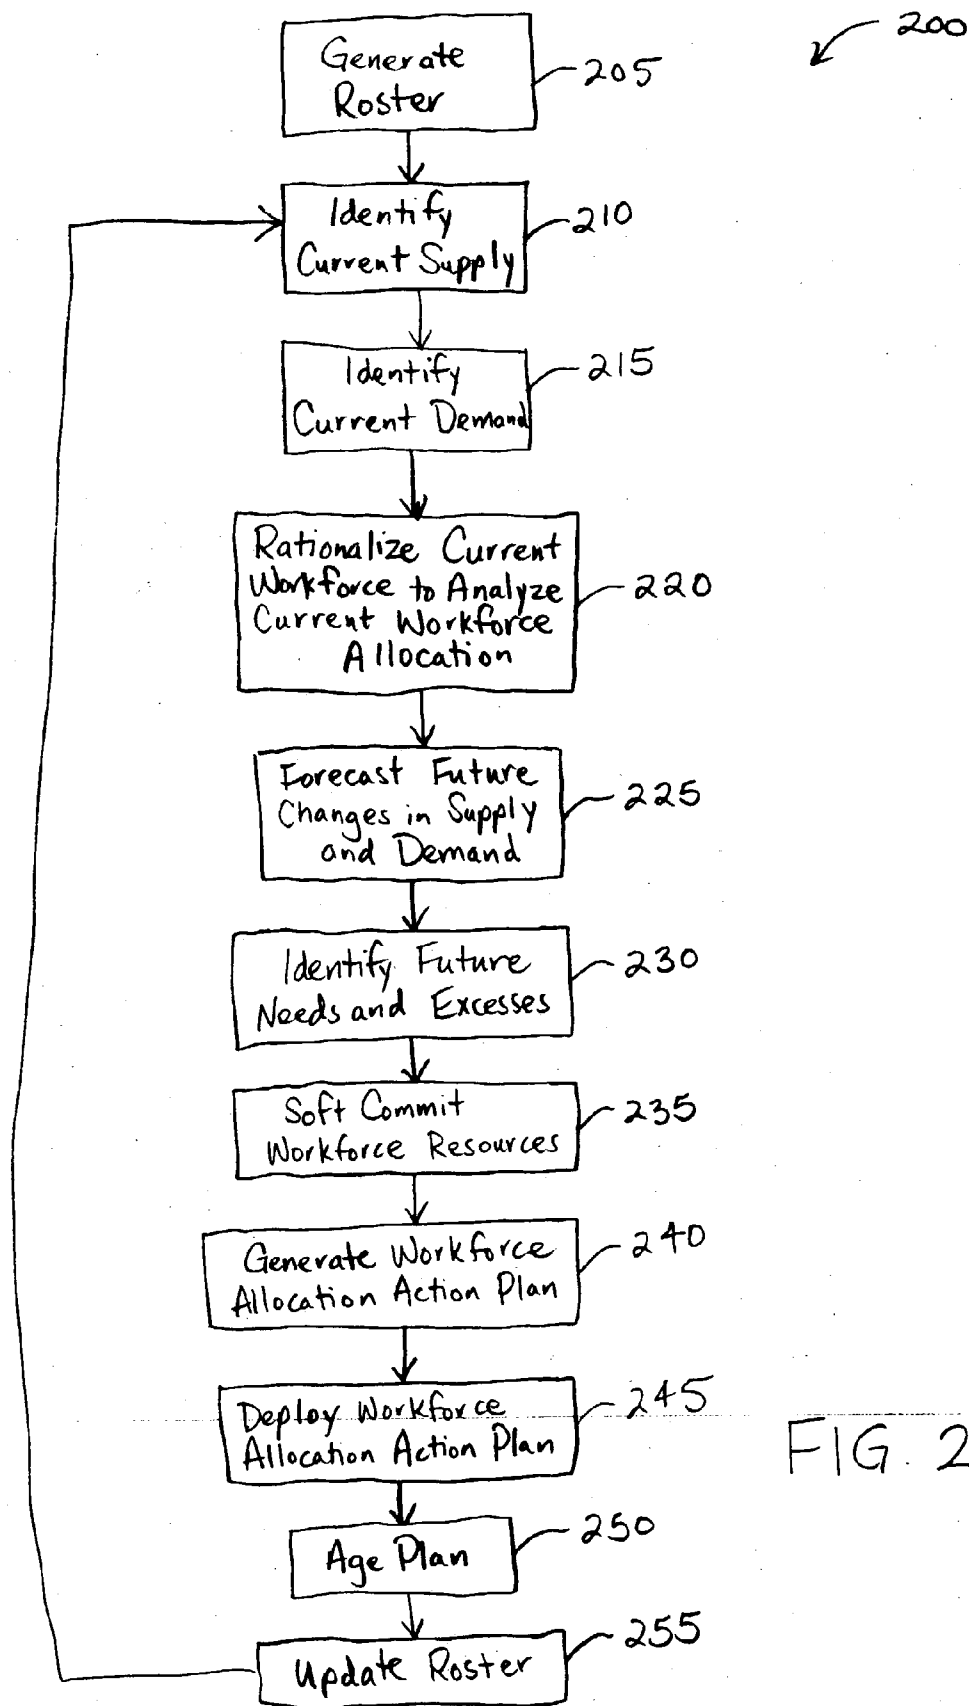 200
Generate
Roster
205
Identify
Current Supply
210
Identify
Current Demand
215
Rationalize Current
Workforce to Analyze
Current Workforce
Allocation
220
Forecast Future
Changes in Supply
and Demand
225
Identify Future
Needs and Excesses
230
Soft Commit
Workforce Resources
235
Generate Workforce
Allocation Action Plan
240
Deploy Workforce
Allocation Action Plan
245
FIG. 2
Age Plan
250
Update Roster
255